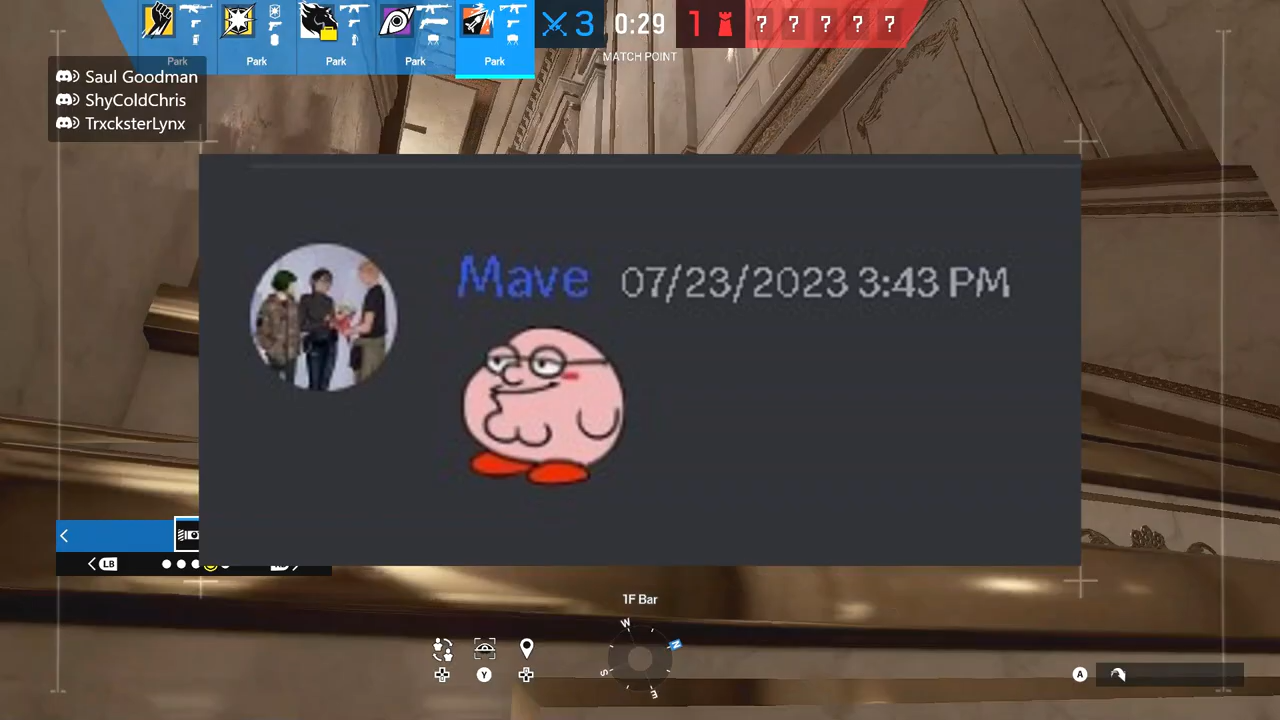 3 0:29 1 ? ? ? ? ?
Park Park Park Park Park
MATCH POINT
Saul Goodman
ShyColdChris
TrxcksterLynx
Mave 07/23/2023 3:43 PM
LB
1F Bar
W N
S E
Y A